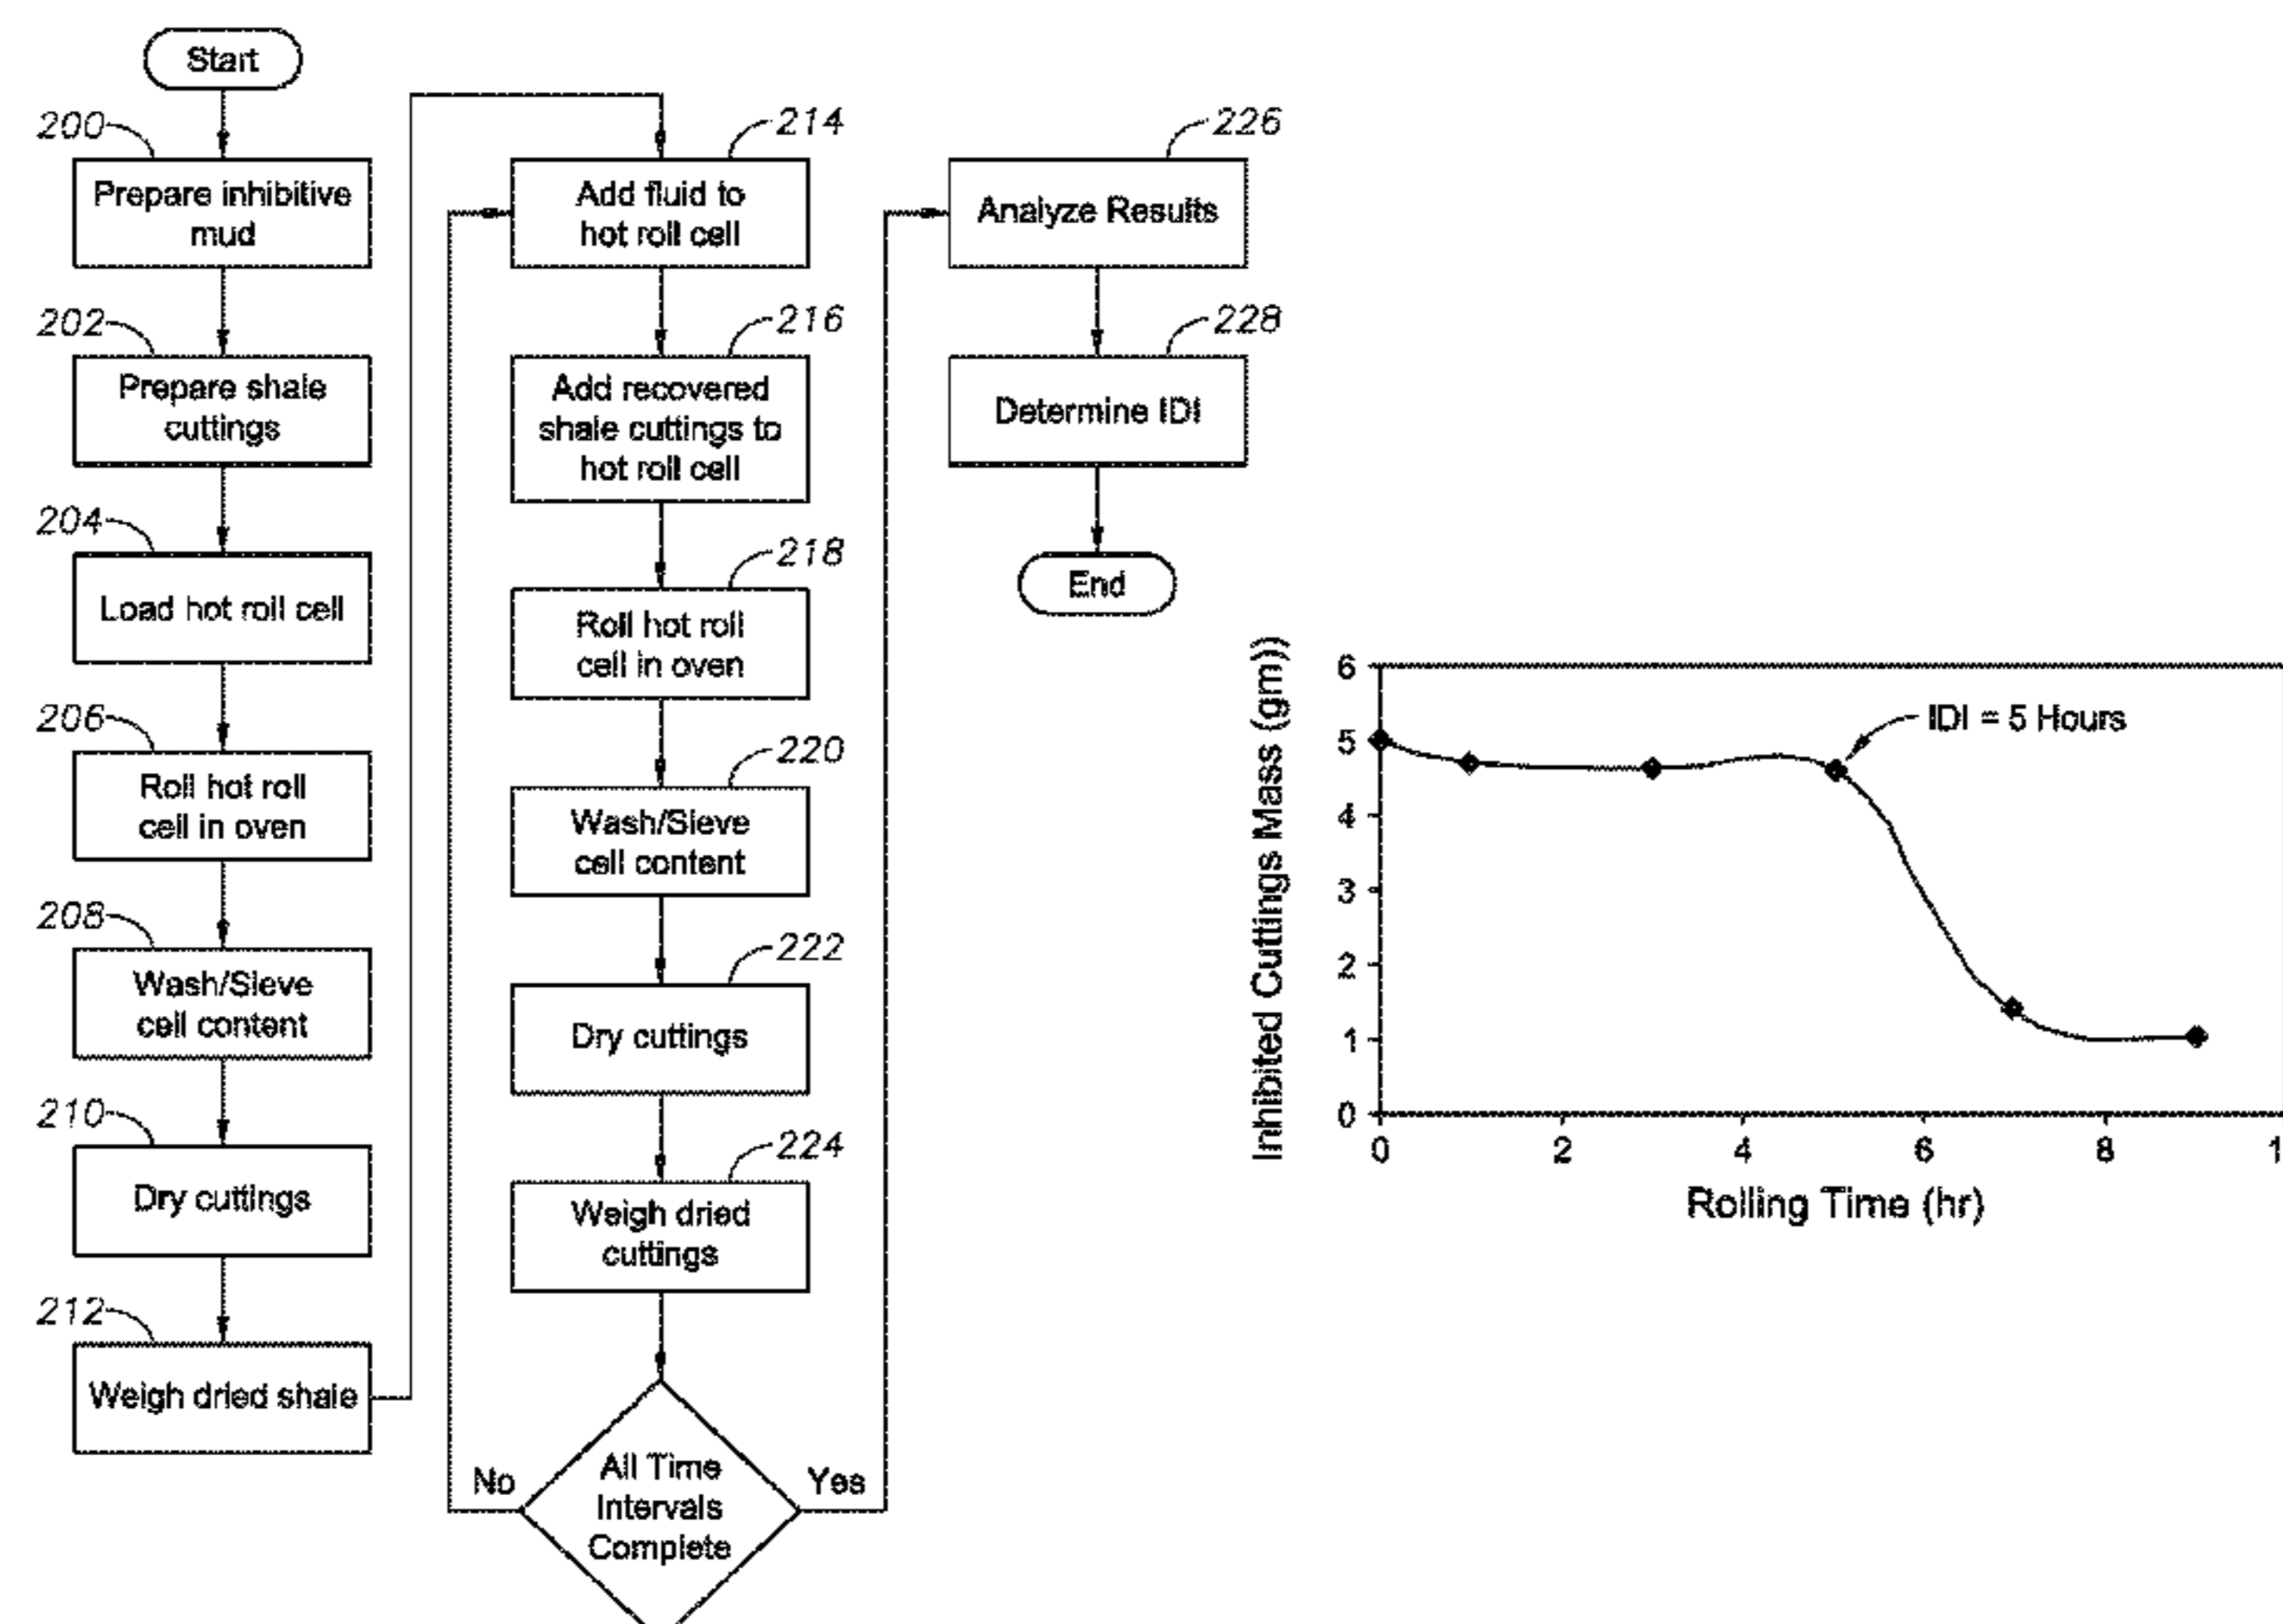 Start
200
Prepare inhibitive
mud
202
Prepare shale
cuttings
204
Load hot roll cell
206
Roll hot roll
cell in oven
208
Wash/Sieve
cell content
210
Dry cuttings
212
Weigh dried shale
214
Add fluid to
hot roll cell
216
Add recovered
shale cuttings to
hot roll cell
218
Roll hot roll
cell in oven
220
Wash/Sieve
cell content
222
Dry cuttings
224
Weigh dried
cuttings
No
All Time
Intervals
Complete
Yes
226
Analyze Results
228
Determine IDI
End
Inhibited Cuttings Mass (gm))
6
5
4
3
2
1
0
IDI = 5 Hours
0 2 4 6 8 1
Rolling Time (hr)